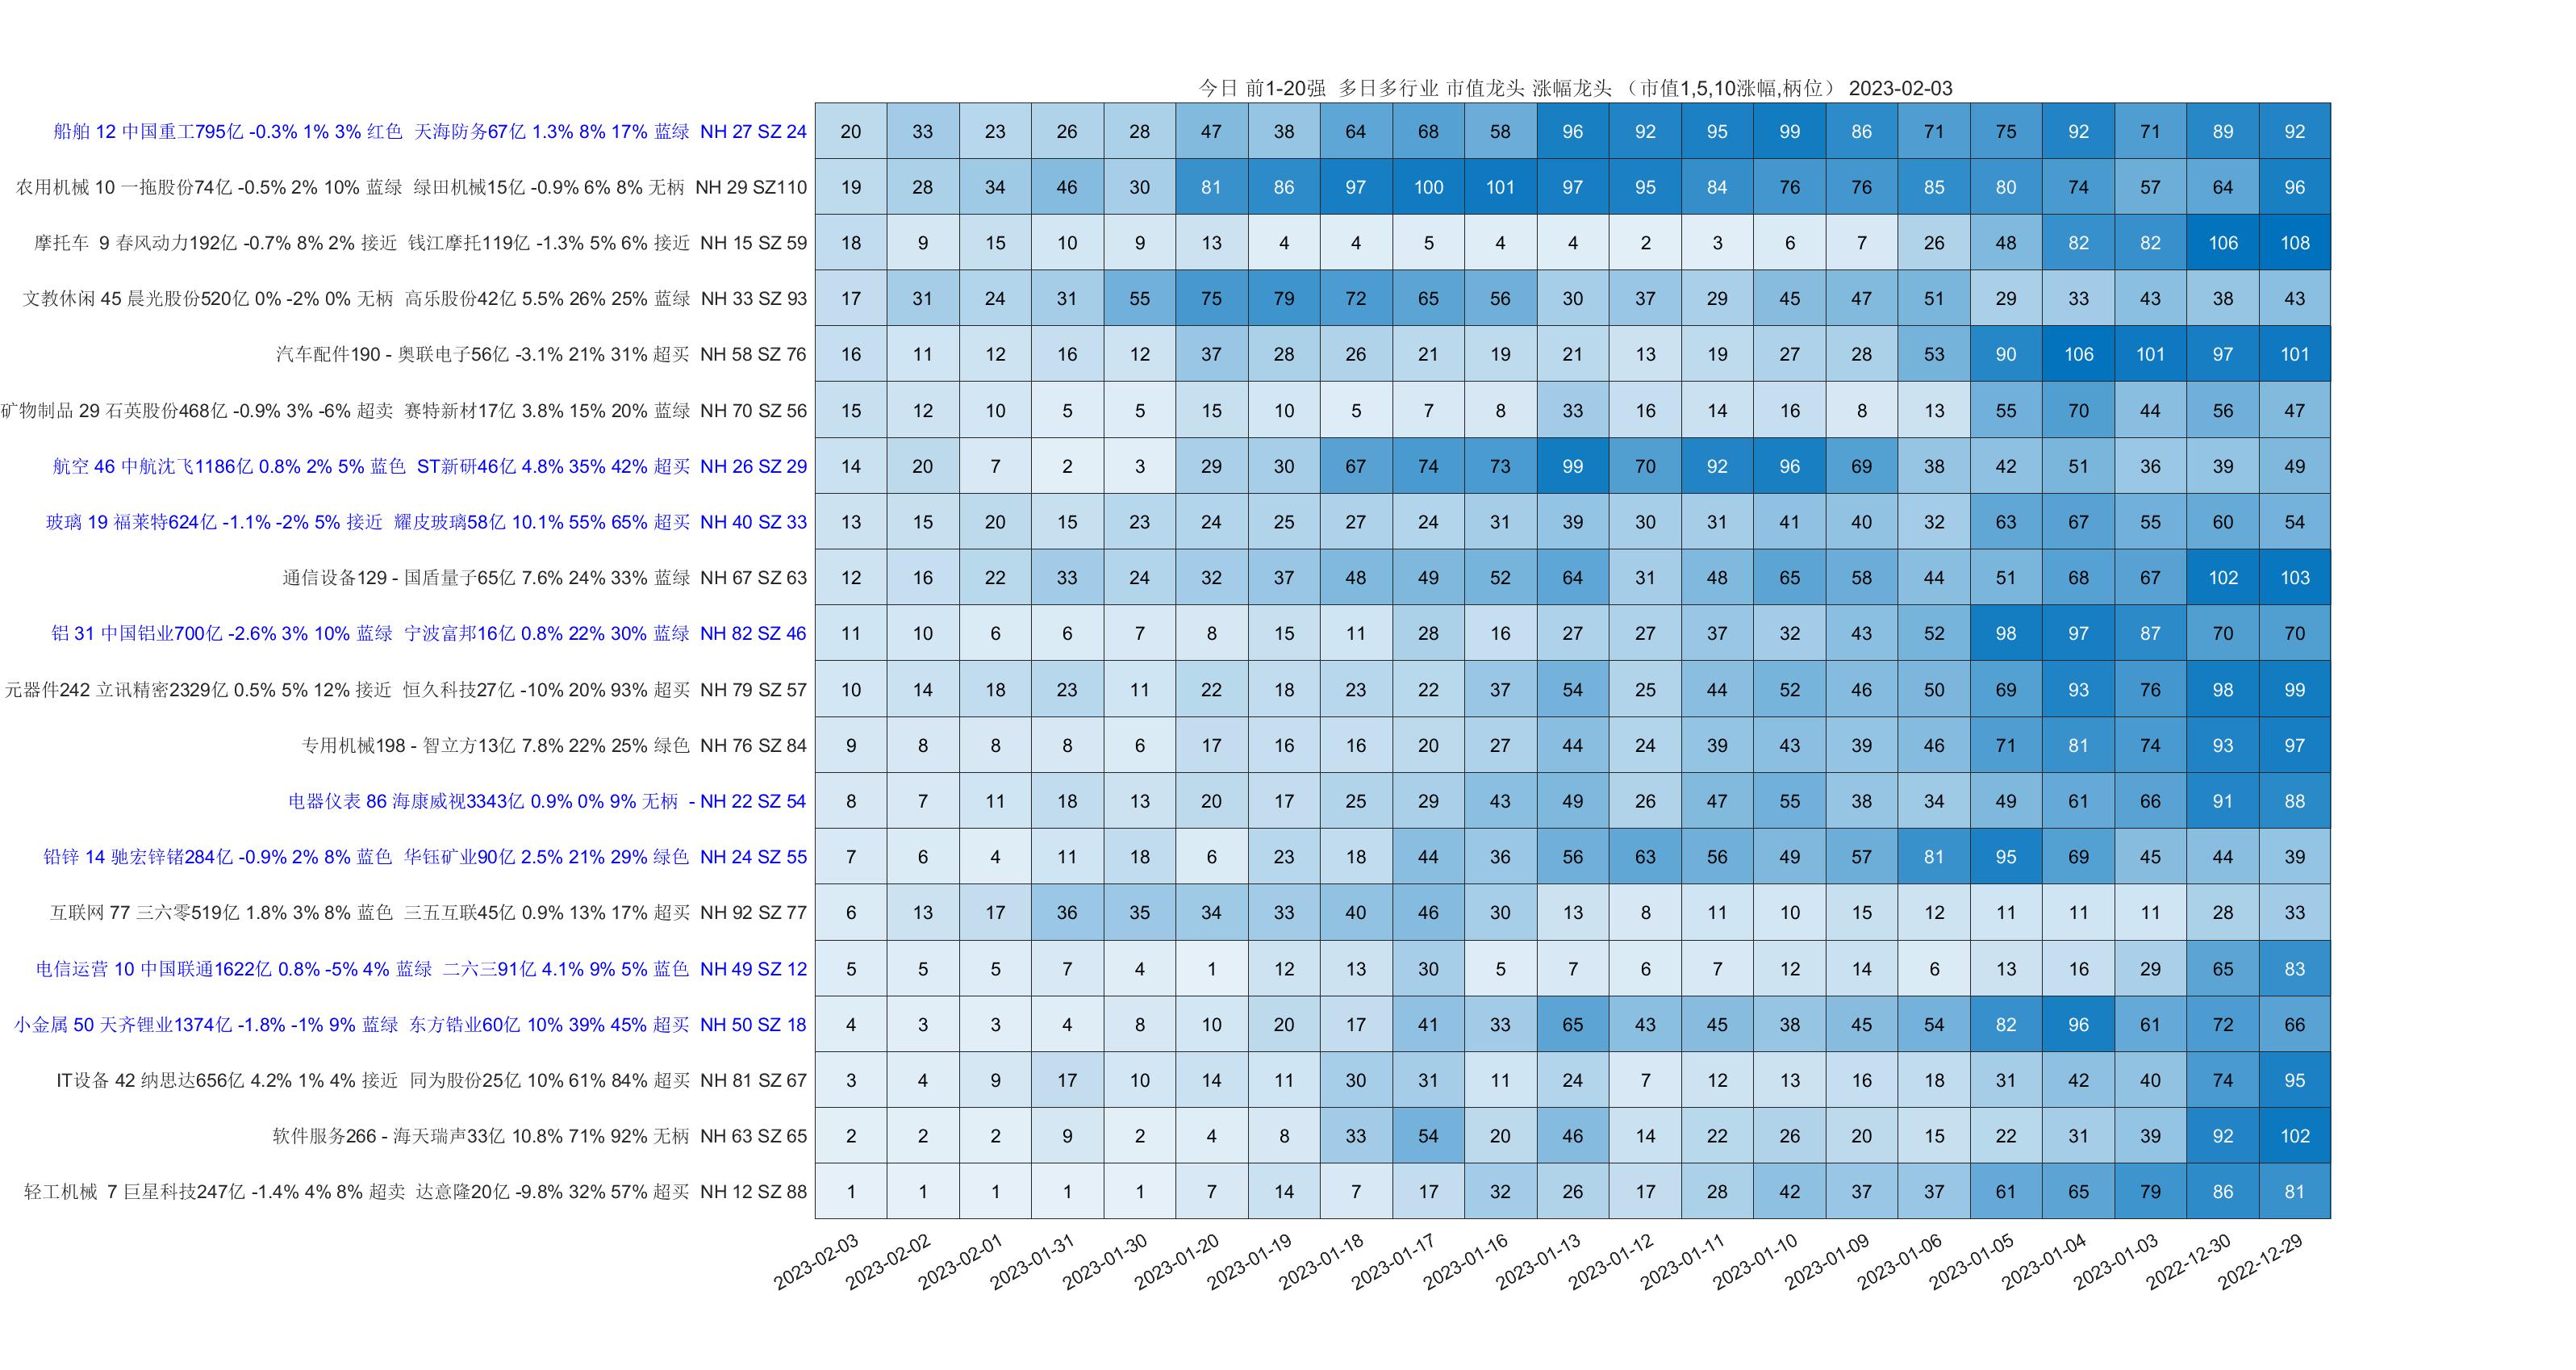 今日 前1-20强 多日多行业 市值龙头 涨幅龙头 （市值1,5,10涨幅,柄位） 2023-02-03
船舶 12 中国重工795亿 -0.3% 1% 3% 红色 天海防务67亿 1.3% 8% 17% 蓝绿 NH 27 SZ 24 20 33 23 26 28 47 38 64 68 58 96 92 95 99 86 71 75 92 71 89 92
农用机械 10 一拖股份74亿 -0.5% 2% 10% 蓝绿 绿田机械15亿 -0.9% 6% 8% 无柄 NH 29 SZ110 19 28 34 46 30 81 86 97 100 101 97 95 84 76 76 85 80 74 57 64 96
摩托车 9 春风动力192亿 -0.7% 8% 2% 接近 钱江摩托119亿 -1.3% 5% 6% 接近 NH 15 SZ 59 18 9 15 10 9 13 4 4 5 4 4 2 3 6 7 26 48 82 82 106 108
文教休闲 45 晨光股份520亿 0% -2% 0% 无柄 高乐股份42亿 5.5% 26% 25% 蓝绿 NH 33 SZ 93 17 31 24 31 55 75 79 72 65 56 30 37 29 45 47 51 29 33 43 38 43
汽车配件190 - 奥联电子56亿 -3.1% 21% 31% 超买 NH 58 SZ 76 16 11 12 16 12 37 28 26 21 19 21 13 19 27 28 53 90 106 101 97 101
矿物制品 29 石英股份468亿 -0.9% 3% -6% 超卖 赛特新材17亿 3.8% 15% 20% 蓝绿 NH 70 SZ 56 15 12 10 5 5 15 10 5 7 8 33 16 14 16 8 13 55 70 44 56 47
航空 46 中航沈飞1186亿 0.8% 2% 5% 蓝色 ST新研46亿 4.8% 35% 42% 超买 NH 26 SZ 29 14 20 7 2 3 29 30 67 74 73 99 70 92 96 69 38 42 51 36 39 49
玻璃 19 福莱特624亿 -1.1% -2% 5% 接近 耀皮玻璃58亿 10.1% 55% 65% 超买 NH 40 SZ 33 13 15 20 15 23 24 25 27 24 31 39 30 31 41 40 32 63 67 55 60 54
通信设备129 - 国盾量子65亿 7.6% 24% 33% 蓝绿 NH 67 SZ 63 12 16 22 33 24 32 37 48 49 52 64 31 48 65 58 44 51 68 67 102 103
铝 31 中国铝业700亿 -2.6% 3% 10% 蓝绿 宁波富邦16亿 0.8% 22% 30% 蓝绿 NH 82 SZ 46 11 10 6 6 7 8 15 11 28 16 27 27 37 32 43 52 98 97 87 70 70
元器件242 立讯精密2329亿 0.5% 5% 12% 接近 恒久科技27亿 -10% 20% 93% 超买 NH 79 SZ 57 10 14 18 23 11 22 18 23 22 37 54 25 44 52 46 50 69 93 76 98 99
专用机械198 - 智立方13亿 7.8% 22% 25% 绿色 NH 76 SZ 84 9 8 8 8 6 17 16 16 20 27 44 24 39 43 39 46 71 81 74 93 97
电器仪表 86 海康威视3343亿 0.9% 0% 9% 无柄 - NH 22 SZ 54 8 7 11 18 13 20 17 25 29 43 49 26 47 55 38 34 49 61 66 91 88
铅锌 14 驰宏锌锗284亿 -0.9% 2% 8% 蓝色 华钰矿业90亿 2.5% 21% 29% 绿色 NH 24 SZ 55 7 6 4 11 18 6 23 18 44 36 56 63 56 49 57 81 95 69 45 44 39
互联网 77 三六零519亿 1.8% 3% 8% 蓝色 三五互联45亿 0.9% 13% 17% 超买 NH 92 SZ 77 6 13 17 36 35 34 33 40 46 30 13 8 11 10 15 12 11 11 11 28 33
电信运营 10 中国联通1622亿 0.8% -5% 4% 蓝绿 二六三91亿 4.1% 9% 5% 蓝色 NH 49 SZ 12 5 5 5 7 4 1 12 13 30 5 7 6 7 12 14 6 13 16 29 65 83
小金属 50 天齐锂业1374亿 -1.8% -1% 9% 蓝绿 东方锆业60亿 10% 39% 45% 超买 NH 50 SZ 18 4 3 3 4 8 10 20 17 41 33 65 43 45 38 45 54 82 96 61 72 66
IT设备 42 纳思达656亿 4.2% 1% 4% 接近 同为股份25亿 10% 61% 84% 超买 NH 81 SZ 67 3 4 9 17 10 14 11 30 31 11 24 7 12 13 16 18 31 42 40 74 95
软件服务266 - 海天瑞声33亿 10.8% 71% 92% 无柄 NH 63 SZ 65 2 2 2 9 2 4 8 33 54 20 46 14 22 26 20 15 22 31 39 92 102
轻工机械 7 巨星科技247亿 -1.4% 4% 8% 超卖 达意隆20亿 -9.8% 32% 57% 超买 NH 12 SZ 88 1 1 1 1 1 7 14 7 17 32 26 17 28 42 37 37 61 65 79 86 81
2023-02-03 2023-02-02 2023-02-01 2023-01-31 2023-01-30 2023-01-20 2023-01-19 2023-01-18 2023-01-17 2023-01-16 2023-01-13 2023-01-12 2023-01-11 2023-01-10 2023-01-09 2023-01-06 2023-01-05 2023-01-04 2023-01-03 2022-12-30 2022-12-29